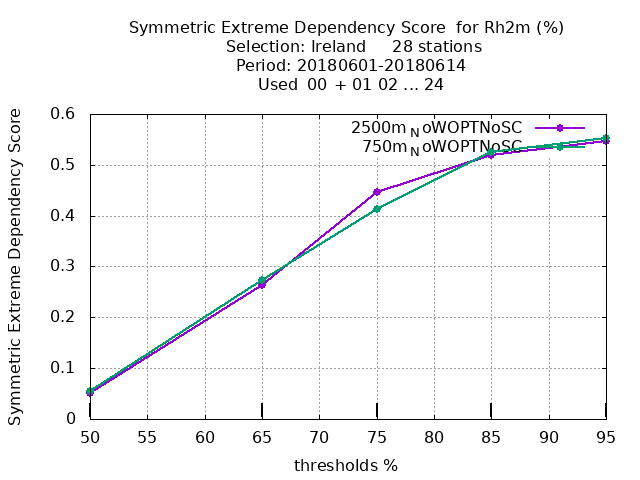 Symmetric Extreme Dependency Score  for Rh2m (%)
Selection: Ireland     28 stations
Period: 20180601-20180614
Used  00 + 01 02 ... 24
Symmetric Extreme Dependency Score
0.6
0.5
0.4
0.3
0.2
0.1
0
2500mNoWOPTNoSC
750mNoWOPTNoSC
50 55 60 65 70 75 80 85 90 95
thresholds %